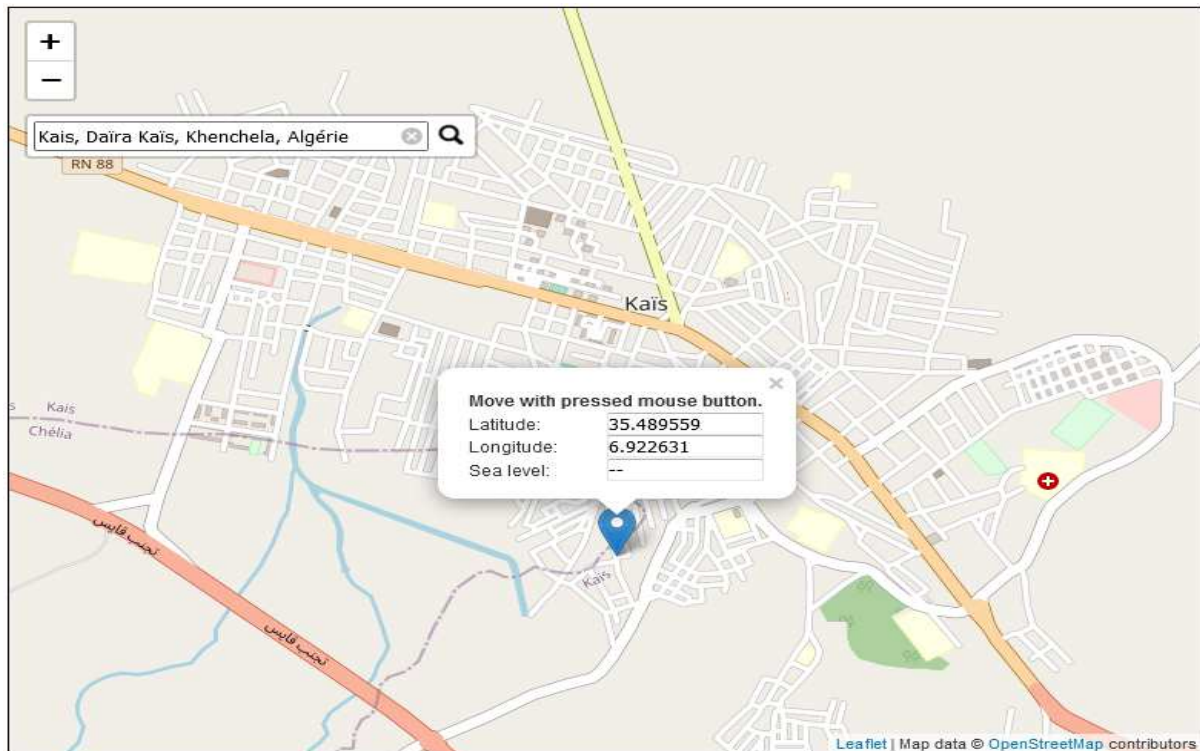 +
−
Kais, Daïra Kaïs, Khenchela, Algérie
RN 88
Kaïs
Move with pressed mouse button.
Latitude: 35.489559
Longitude: 6.922631
Sea level: --
s Kais
Chélia
تجنب قايس
Kaïs
تجنب قايس
Leaflet | Map data © OpenStreetMap contributors